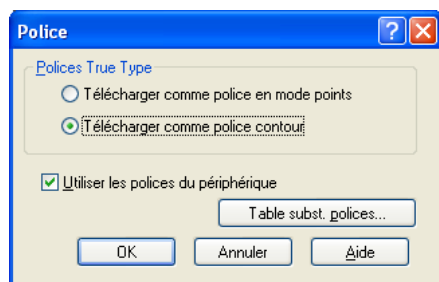 Police
Polices True Type
Télécharger comme police en mode points
Télécharger comme police contour
Utiliser les polices du périphérique
Table subst. polices...
OK Annuler Aide